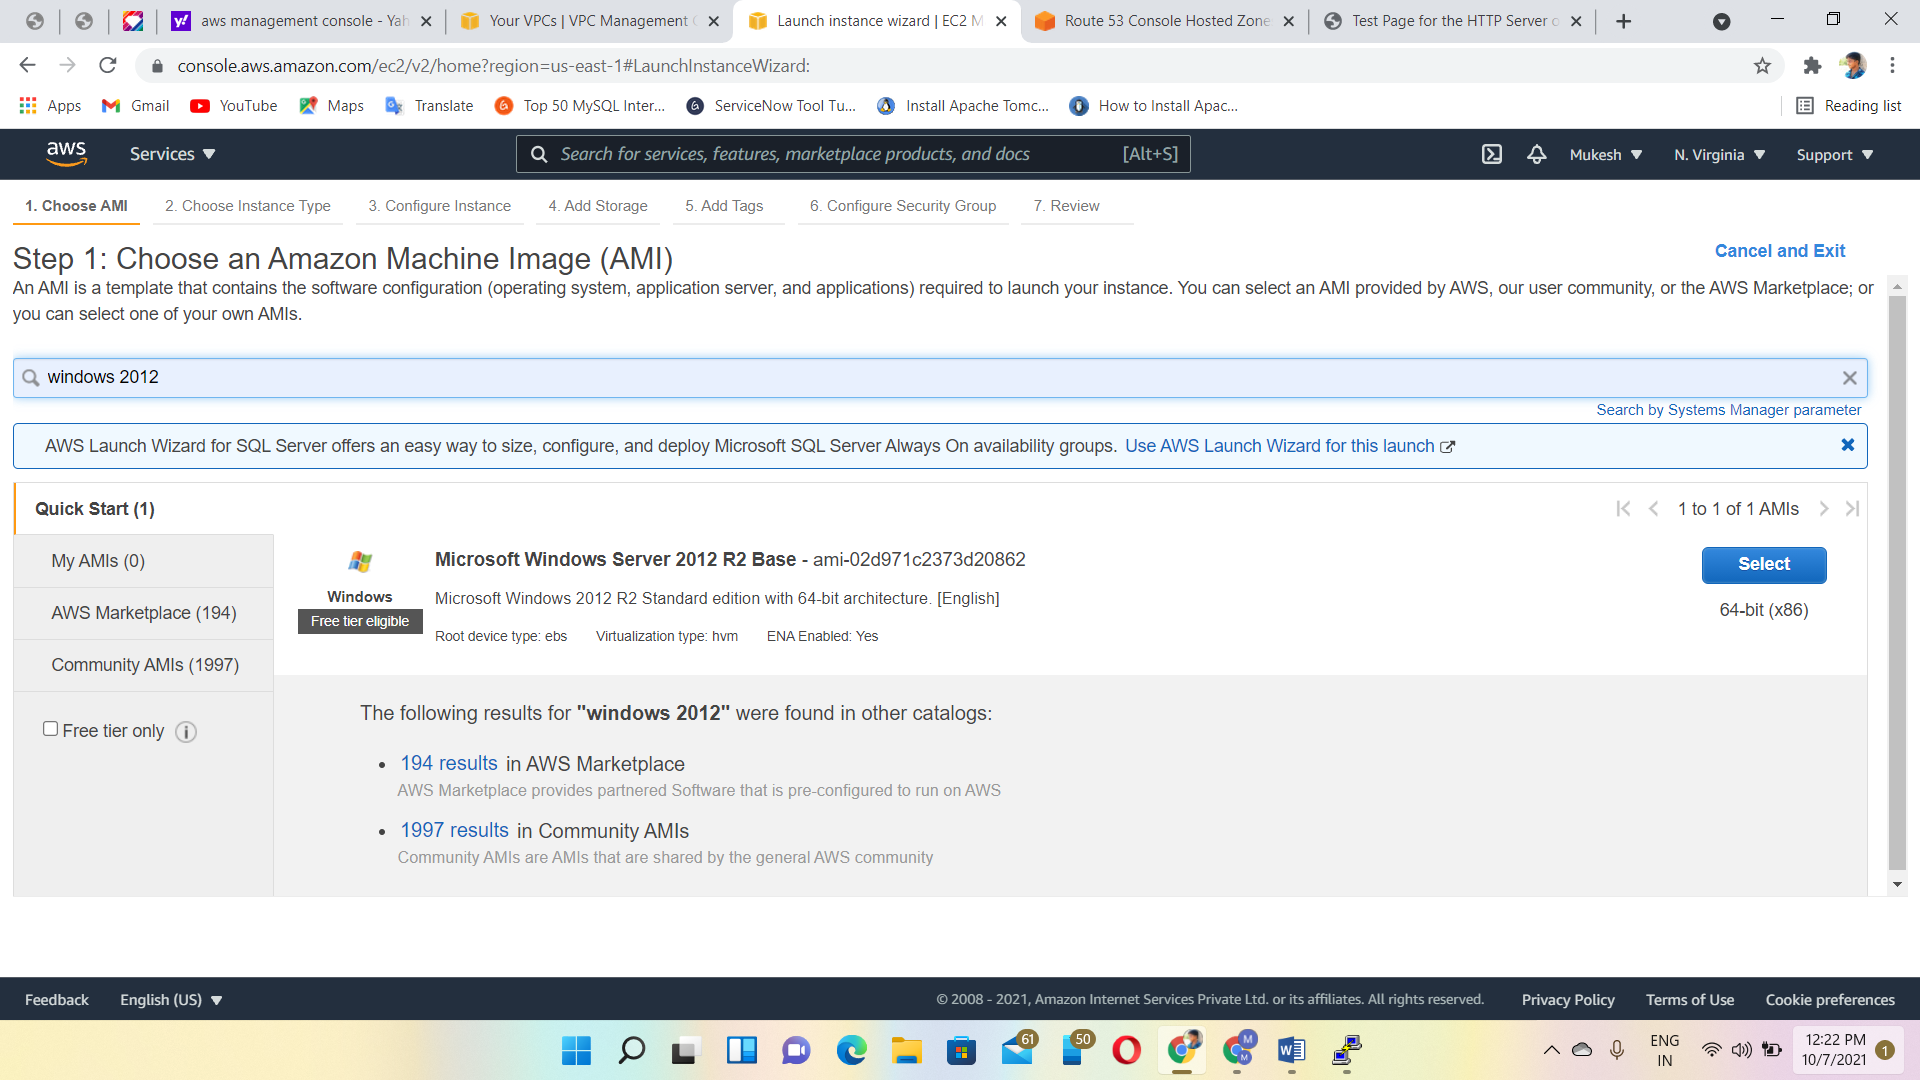 aws management console - Yah
Your VPCs | VPC Management C
Launch instance wizard | EC2 M
Route 53 Console Hosted Zone
Test Page for the HTTP Server o
console.aws.amazon.com/ec2/v2/home?region=us-east-1#LaunchInstanceWizard:
Apps
Gmail
YouTube
Maps
Translate
Top 50 MySQL Inter...
ServiceNow Tool Tu...
Install Apache Tomc...
How to Install Apac...
Reading list
aws
Services
Search for services, features, marketplace products, and docs
[Alt+S]
Mukesh
N. Virginia
Support
1. Choose AMI
2. Choose Instance Type
3. Configure Instance
4. Add Storage
5. Add Tags
6. Configure Security Group
7. Review
Step 1: Choose an Amazon Machine Image (AMI)
Cancel and Exit
An AMI is a template that contains the software configuration (operating system, application server, and applications) required to launch your instance. You can select an AMI provided by AWS, our user community, or the AWS Marketplace; or
you can select one of your own AMIs.
windows 2012
Search by Systems Manager parameter
AWS Launch Wizard for SQL Server offers an easy way to size, configure, and deploy Microsoft SQL Server Always On availability groups. Use AWS Launch Wizard for this launch
Quick Start (1)
1 to 1 of 1 AMIs
My AMIs (0)
AWS Marketplace (194)
Community AMIs (1997)
Free tier only
Windows
Free tier eligible
Microsoft Windows Server 2012 R2 Base - ami-02d971c2373d20862
Microsoft Windows 2012 R2 Standard edition with 64-bit architecture. [English]
Root device type: ebs
Virtualization type: hvm
ENA Enabled: Yes
Select
64-bit (x86)
The following results for "windows 2012" were found in other catalogs:
194 results in AWS Marketplace
AWS Marketplace provides partnered Software that is pre-configured to run on AWS
1997 results in Community AMIs
Community AMIs are AMIs that are shared by the general AWS community
Feedback
English (US)
© 2008 - 2021, Amazon Internet Services Private Ltd. or its affiliates. All rights reserved.
Privacy Policy
Terms of Use
Cookie preferences
61
50
M
M
ENG
IN
12:22 PM
10/7/2021
1